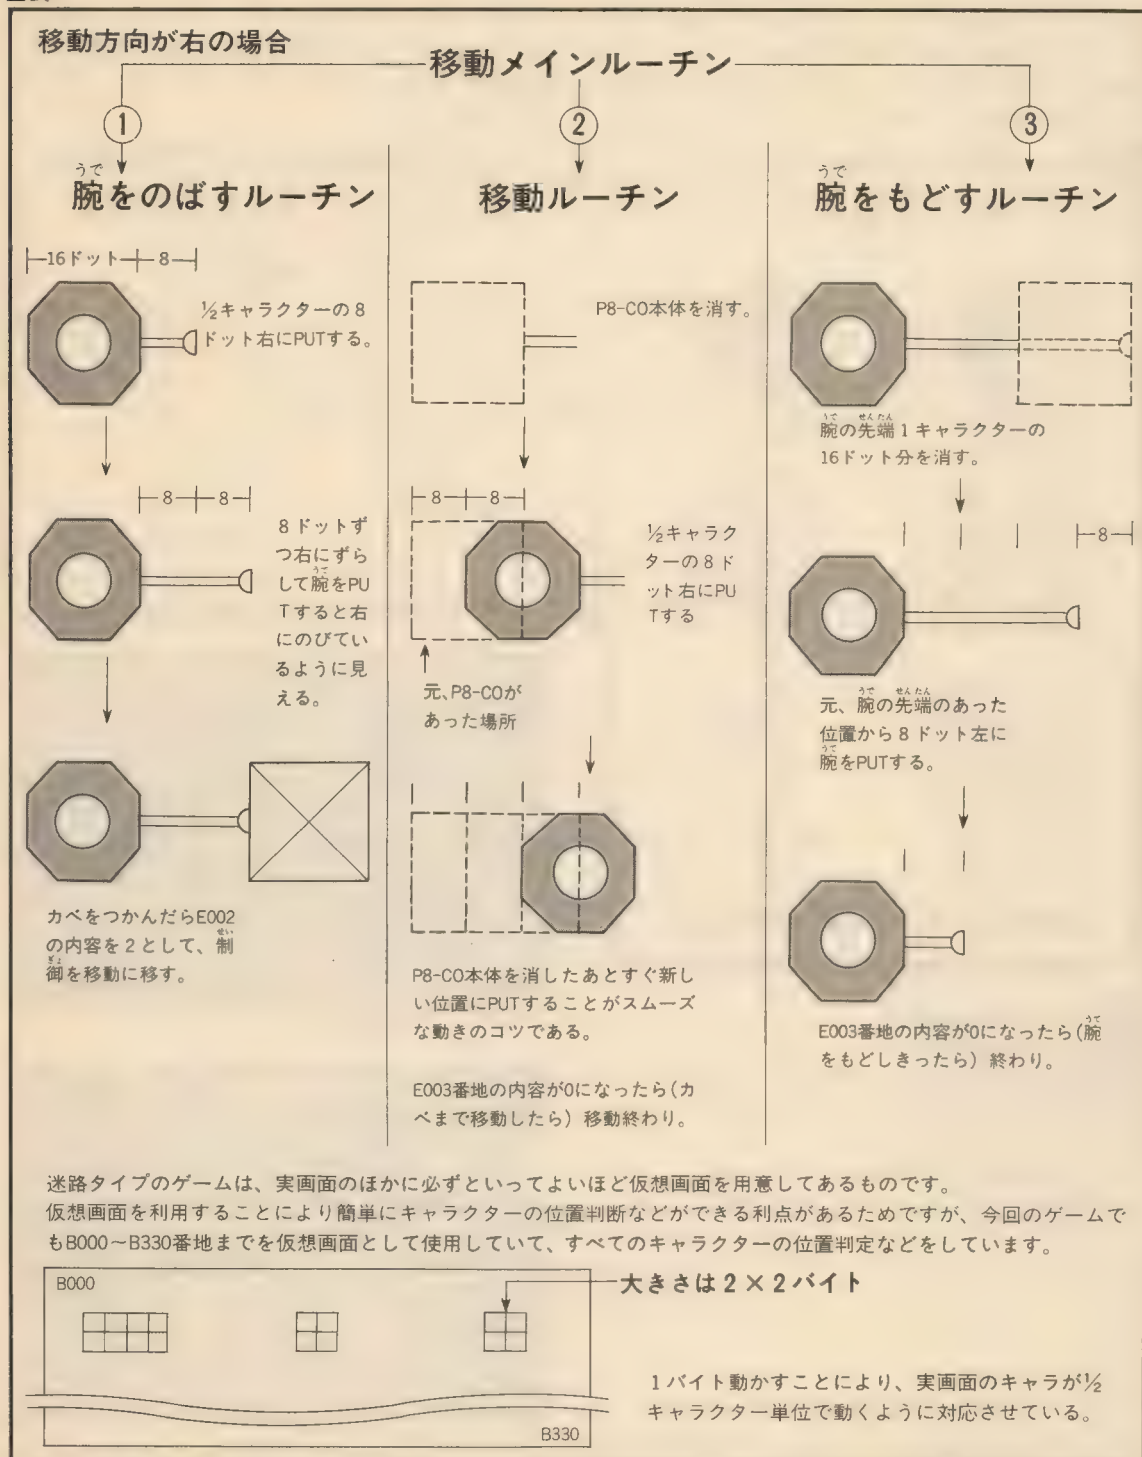 移動方向が右の場合
移動メインルーチン
①
②
③
うで
腕をのばすルーチン
16ドット
8
½キャラクターの8
ドット右にPUTする。
8
8
8ドットず
つ右にずら
うで
して腕をPU
Tすると右
にのびてい
るように見
える。
カベをつかんだらE002
せい
の内容を2として、制
ぎょ
御を移動に移す。
移動ルーチン
P8-CO本体を消す。
8
8
½キャラク
ターの8ド
ット右にPU
Tする
元、P8-COが
あった場所
P8-CO本体を消したあとすぐ新し
い位置にPUTすることがスムーズ
な動きのコツである。
E003番地の内容が0になったら(カ
ベまで移動したら)移動終わり。
うで
腕をもどすルーチン
うで せんたん
腕の先端1キャラクターの
16ドット分を消す。
8
うで せんたん
元、腕の先端のあった
位置から8ドット左に
うで
腕をPUTする。
うで
E003番地の内容が0になったら(腕
をもどしきったら)終わり。
迷路タイプのゲームは、実画面のほかに必ずといってよいほど仮想画面を用意してあるものです。
仮想画面を利用することにより簡単にキャラクターの位置判断などができる利点があるためですが、今回のゲームで
もB000〜B330番地までを仮想画面として使用していて、すべてのキャラクターの位置判定などをしています。
B000
大きさは2×2バイト
1バイト動かすことにより、実画面のキャラが½
キャラクター単位で動くように対応させている。
B330